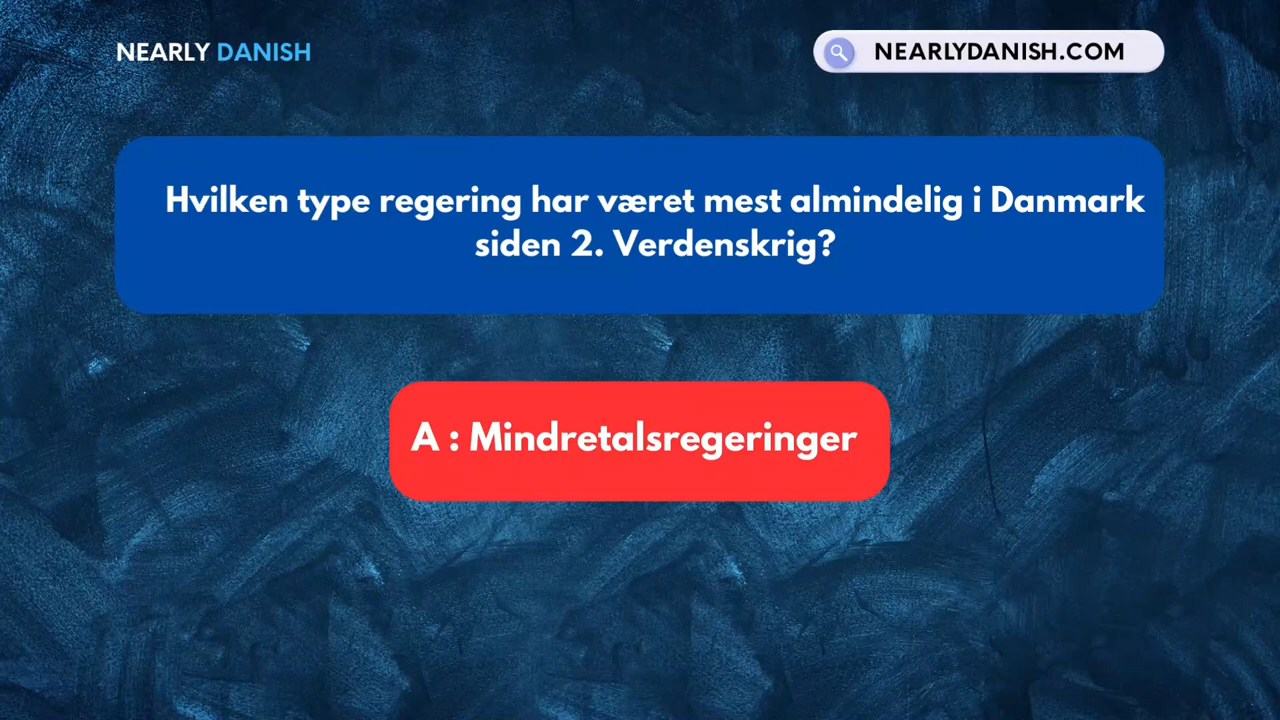 NEARLY DANISH
NEARLYDANISH.COM
Hvilken type regering har været mest almindelig i Danmark
siden 2. Verdenskrig?
A : Mindretalsregeringer